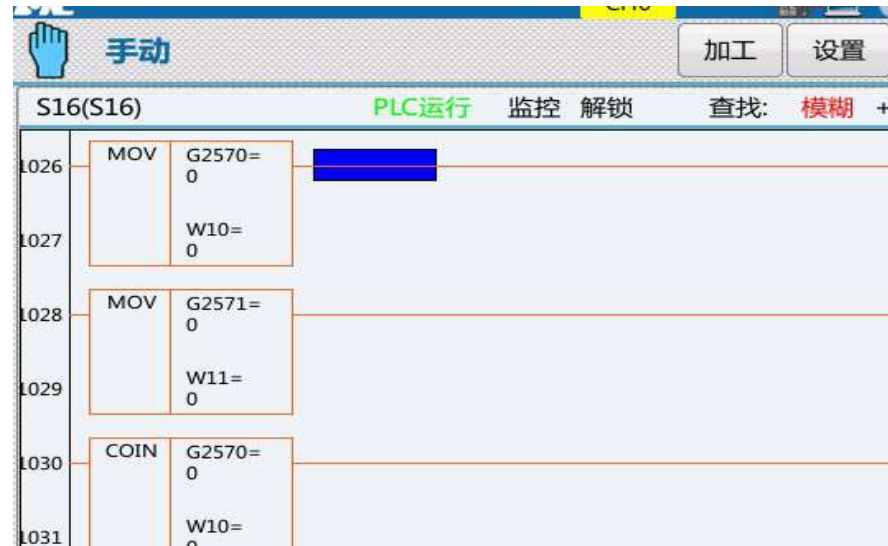 手动
加工
设置
S16(S16)
PLC运行
监控
解锁
查找:
模糊
+
1026
MOV
G2570=
0
1027
W10=
0
1028
MOV
G2571=
0
1029
W11=
0
1030
COIN
G2570=
0
1031
W10=